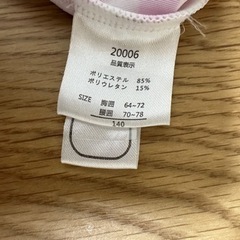 20006
品質表示
ポリエステル 85%
ポリウレタン 15%
SIZE 胸囲 64~72
腰囲 70~78
140